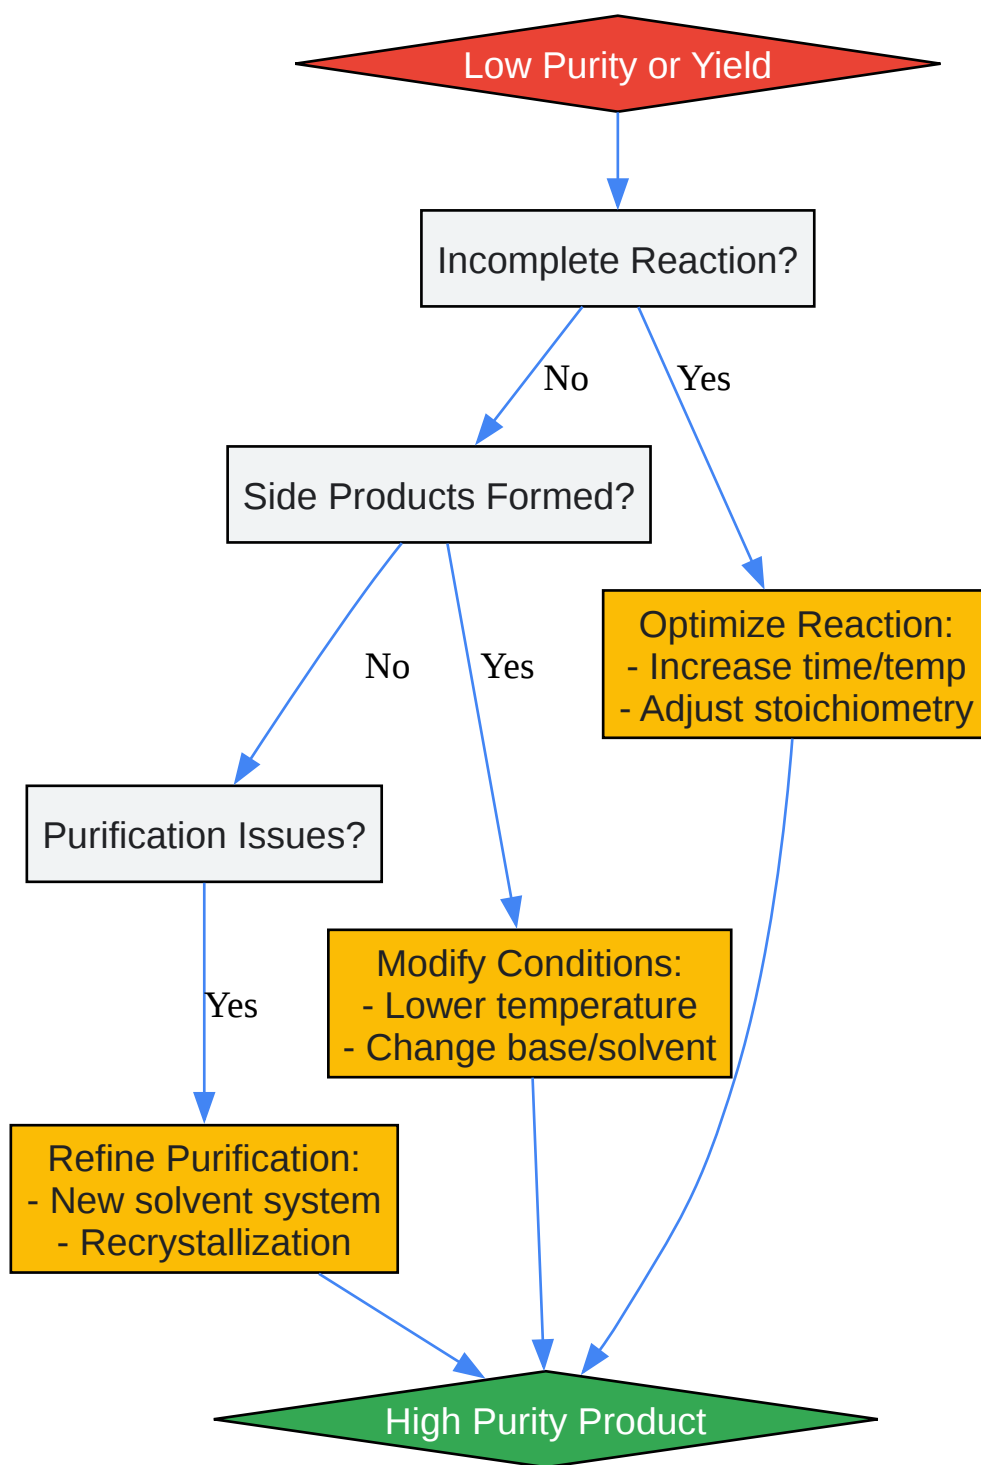 Low Purity or Yield
Incomplete Reaction?
No
Yes
Side Products Formed?
Optimize Reaction:
- Increase time/temp
- Adjust stoichiometry
No
Yes
Purification Issues?
Modify Conditions:
- Lower temperature
- Change base/solvent
Yes
Refine Purification:
- New solvent system
- Recrystallization
High Purity Product